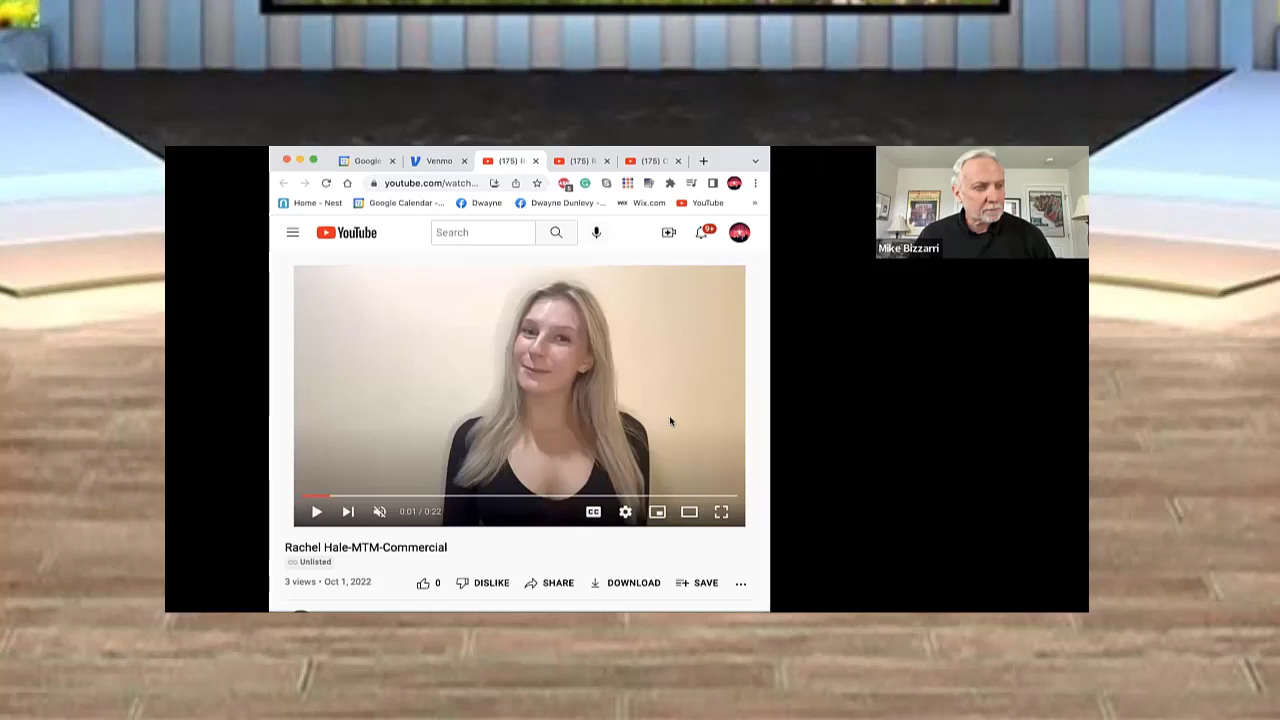 Google
Venmo
(175) R
(175) R
(175) C
youtube.com/watch...
Home - Nest
Google Calendar -...
Dwayne
Dwayne Dunlevy -...
WiX
Wix.com
YouTube
»
YouTube
Search
9+
Mike Bizzarri
0:01 / 0:22
CC
Rachel Hale-MTM-Commercial
Unlisted
3 views • Oct 1, 2022
0
DISLIKE
SHARE
DOWNLOAD
SAVE
...